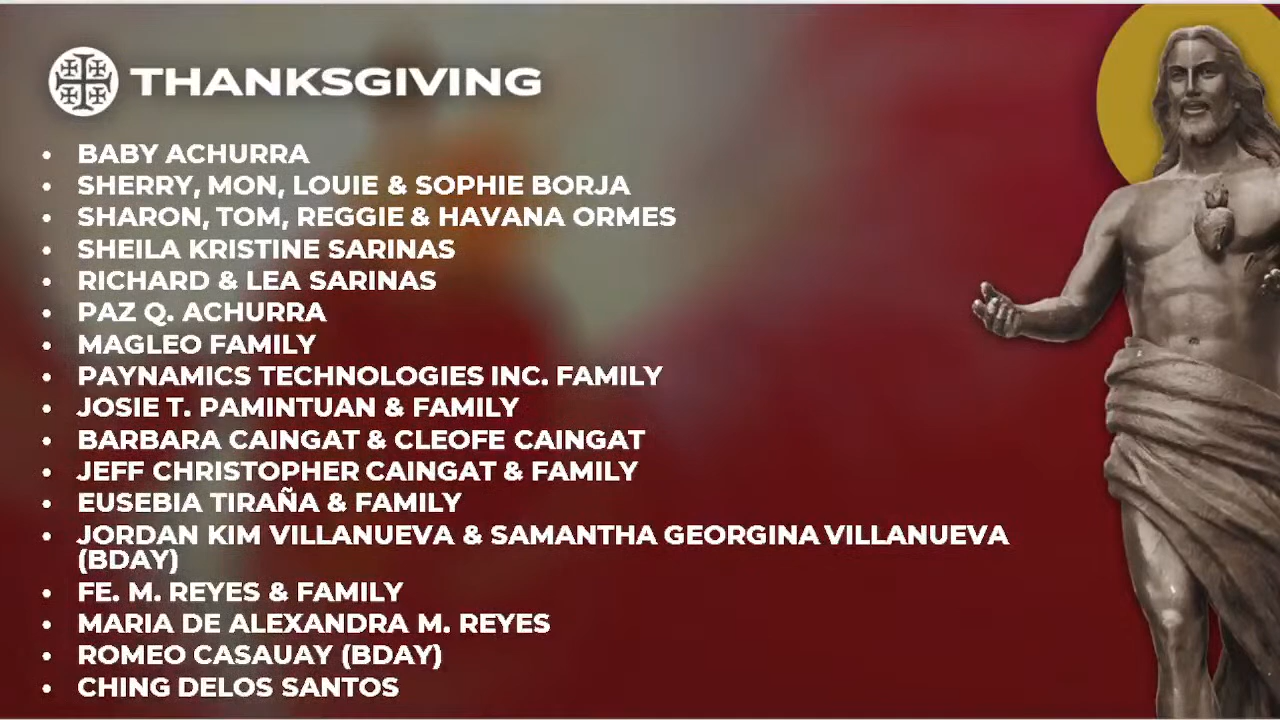 THANKSGIVING
• BABY ACHURRA
• SHERRY, MON, LOUIE & SOPHIE BORJA
• SHARON, TOM, REGGIE & HAVANA ORMES
• SHEILA KRISTINE SARINAS
• RICHARD & LEA SARINAS
• PAZ Q. ACHURRA
• MAGLEO FAMILY
• PAYNAMICS TECHNOLOGIES INC. FAMILY
• JOSIE T. PAMINTUAN & FAMILY
• BARBARA CAINGAT & CLEOFE CAINGAT
• JEFF CHRISTOPHER CAINGAT & FAMILY
• EUSEBIA TIRAÑA & FAMILY
• JORDAN KIM VILLANUEVA & SAMANTHA GEORGINA VILLANUEVA
(BDAY)
• FE. M. REYES & FAMILY
• MARIA DE ALEXANDRA M. REYES
• ROMEO CASAUAY (BDAY)
• CHING DELOS SANTOS